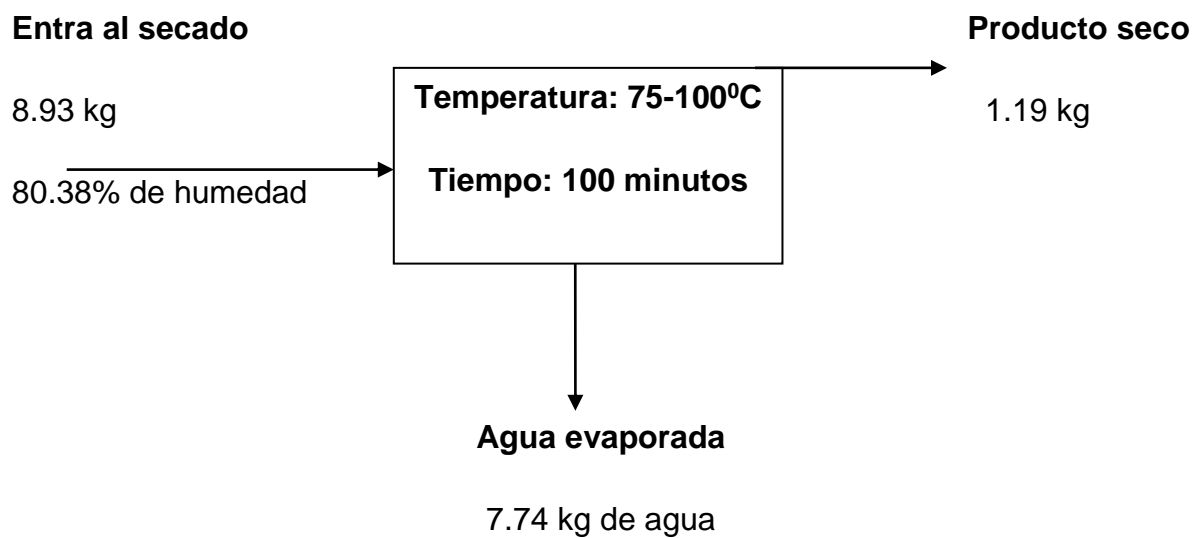 Entra al secado
Producto seco
8.93 kg
Temperatura: 75-100⁰C
1.19 kg
80.38% de humedad
Tiempo: 100 minutos
Agua evaporada
7.74 kg de agua